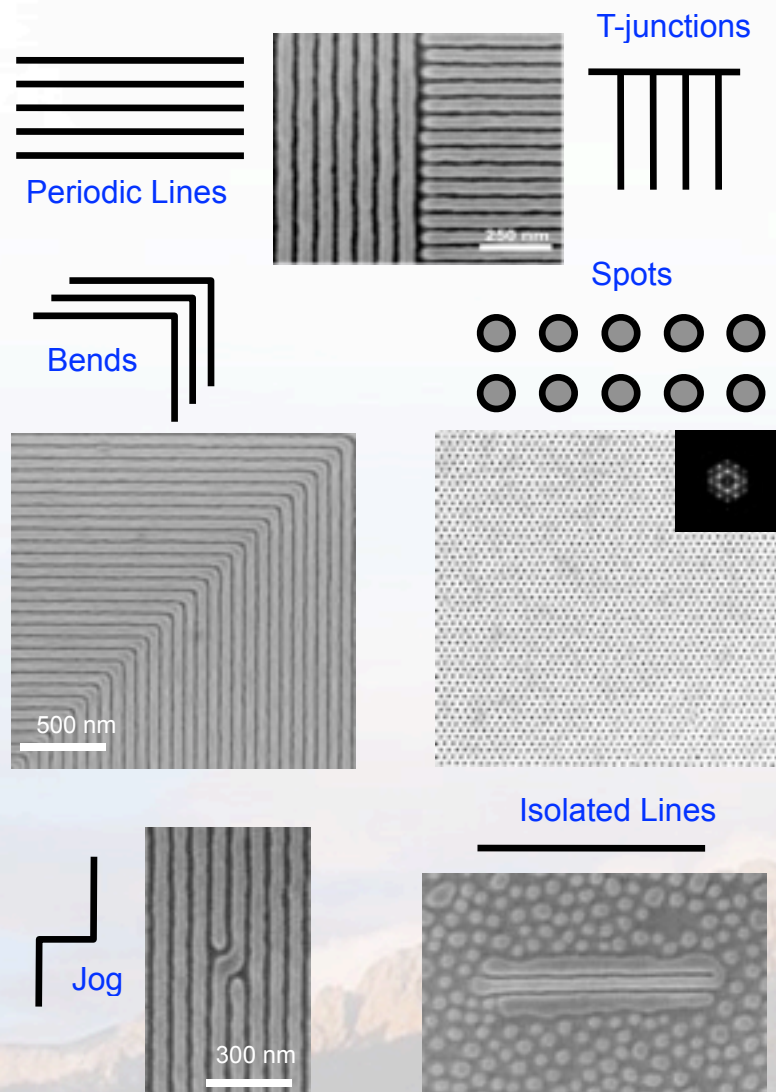 T-junctions
Periodic Lines
250 nm
Spots
Bends
500 nm
Isolated Lines
Jog
300 nm